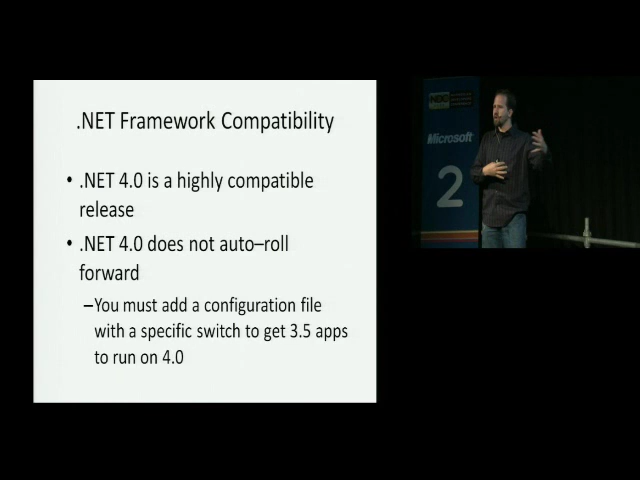 .NET Framework Compatibility
• .NET 4.0 is a highly compatible
release
• .NET 4.0 does not auto–roll
forward
–You must add a configuration file
with a specific switch to get 3.5 apps
to run on 4.0
Microsoft
2